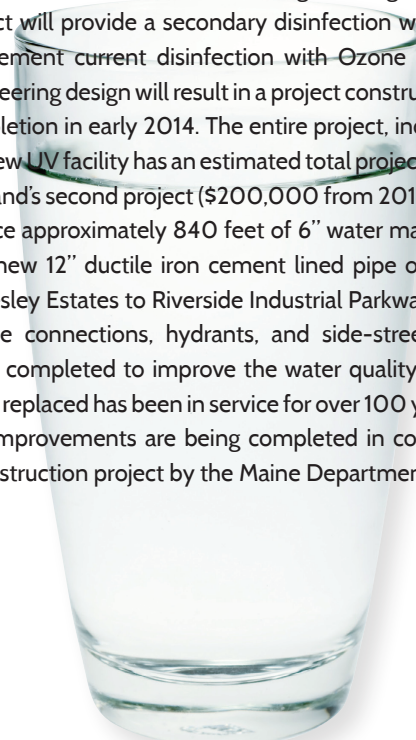 ct will provide a secondary disinfection w
ement current disinfection with Ozone
eering design will result in a project constru
letion in early 2014. The entire project, inc
ew UV facility has an estimated total project
and’s second project ($200,000 from 201
ce approximately 840 feet of 6” water ma
new 12” ductile iron cement lined pipe o
sley Estates to Riverside Industrial Parkwa
e connections, hydrants, and side-stree
completed to improve the water quality
replaced has been in service for over 100 y
mprovements are being completed in co
struction project by the Maine Departmen